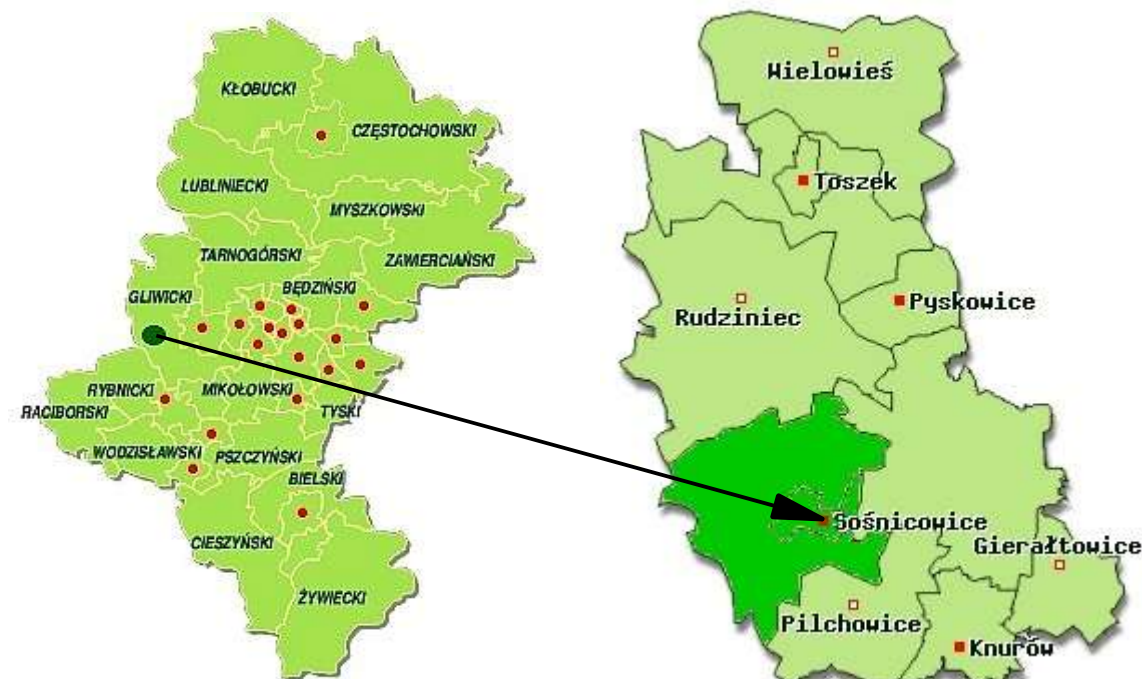 KŁOBUCKI
CZĘSTOCHOWSKI
LUBLINIECKI
MYSZKOWSKI
TARNOGÓRSKI
ZAWIERCIAŃSKI
BĘDZIŃSKI
GLIWICKI
RYBNICKI
MIKOŁOWSKI
RACIBORSKI
TYSKI
WODZISŁAWSKI
PSZCZYŃSKI
BIELSKI
CIESZYŃSKI
ŻYWIECKI
Wielowieś
Toszek
Pyskowice
Rudziniec
Sośnicowice
Gierałtowice
Pilchowice
Knurów